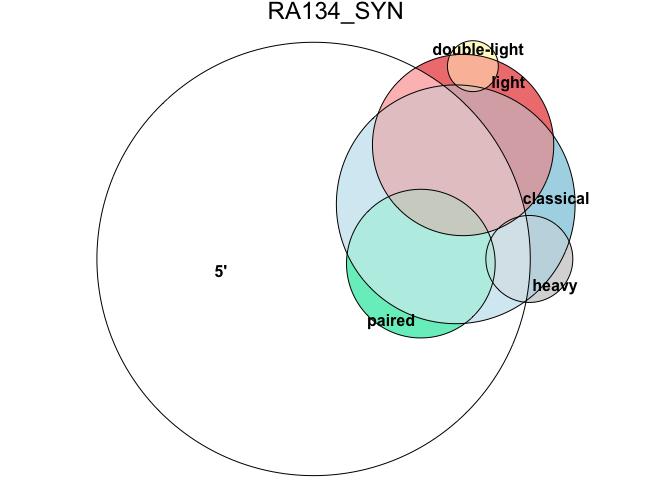 RA134_SYN
double-light
light
classical
5'
heavy
paired